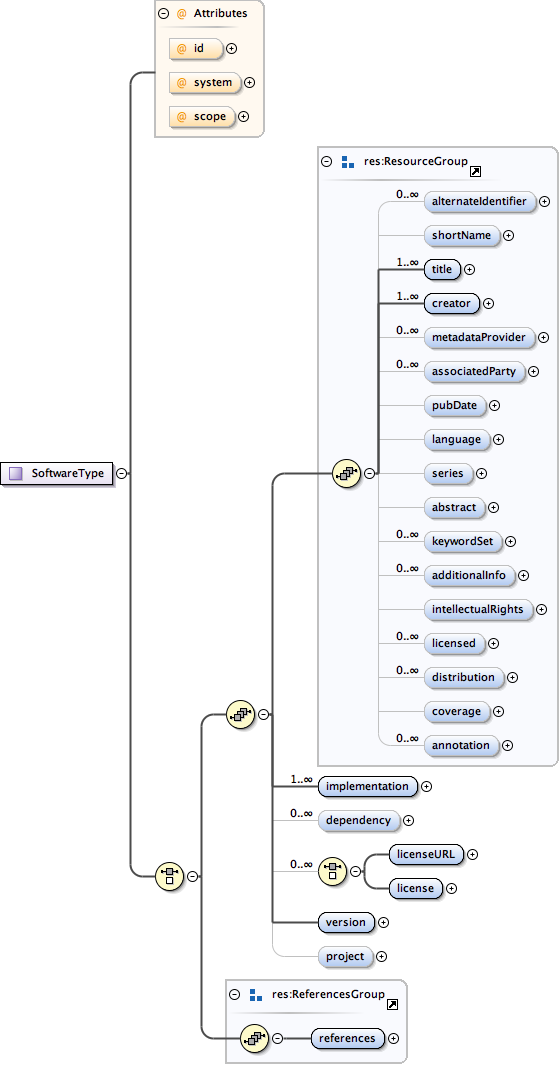 Attributes
@ id
@ system
@ scope
res:ResourceGroup
0..∞
alternateIdentifier
shortName
1..∞
title
1..∞
creator
0..∞
metadataProvider
0..∞
associatedParty
pubDate
language
SoftwareType
series
abstract
0..∞
keywordSet
0..∞
additionalInfo
intellectualRights
0..∞
licensed
0..∞
distribution
coverage
0..∞
annotation
1..∞
implementation
0..∞
dependency
0..∞
licenseURL
license
version
project
res:ReferencesGroup
references